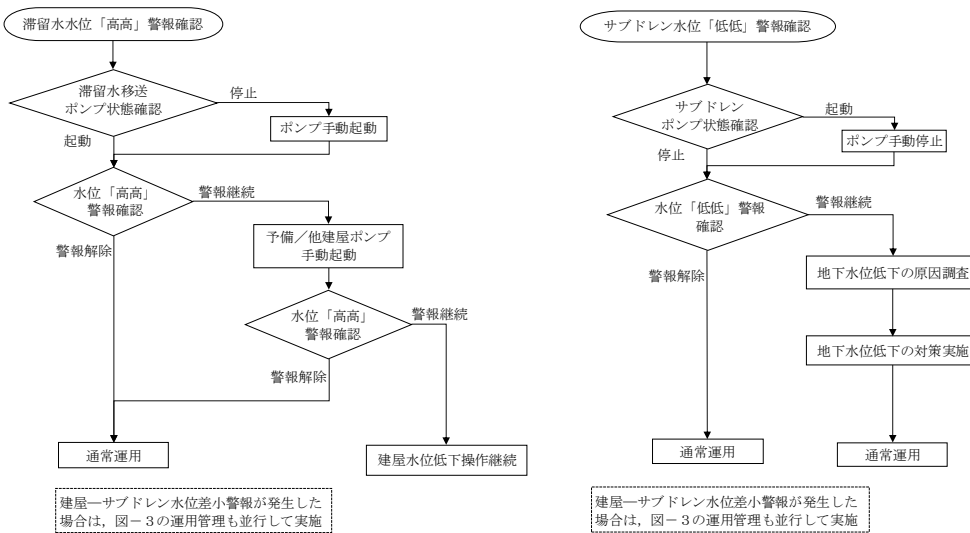 滞留水水位「高高」警報確認
滞留水移送
ポンプ状態確認
停止
ポンプ手動起動
起動
水位「高高」
警報確認
警報継続
予備／他建屋ポンプ
手動起動
警報解除
水位「高高」
警報確認
警報継続
警報解除
通常運用
建屋水位低下操作継続
建屋―サブドレン水位差小警報が発生した
場合は，図－３の運用管理も並行して実施
サブドレン水位「低低」警報確認
サブドレン
ポンプ状態確認
起動
ポンプ手動停止
停止
水位「低低」警報
確認
警報継続
地下水位低下の原因調査
警報解除
地下水位低下の対策実施
通常運用
通常運用
建屋―サブドレン水位差小警報が発生した
場合は，図－３の運用管理も並行して実施